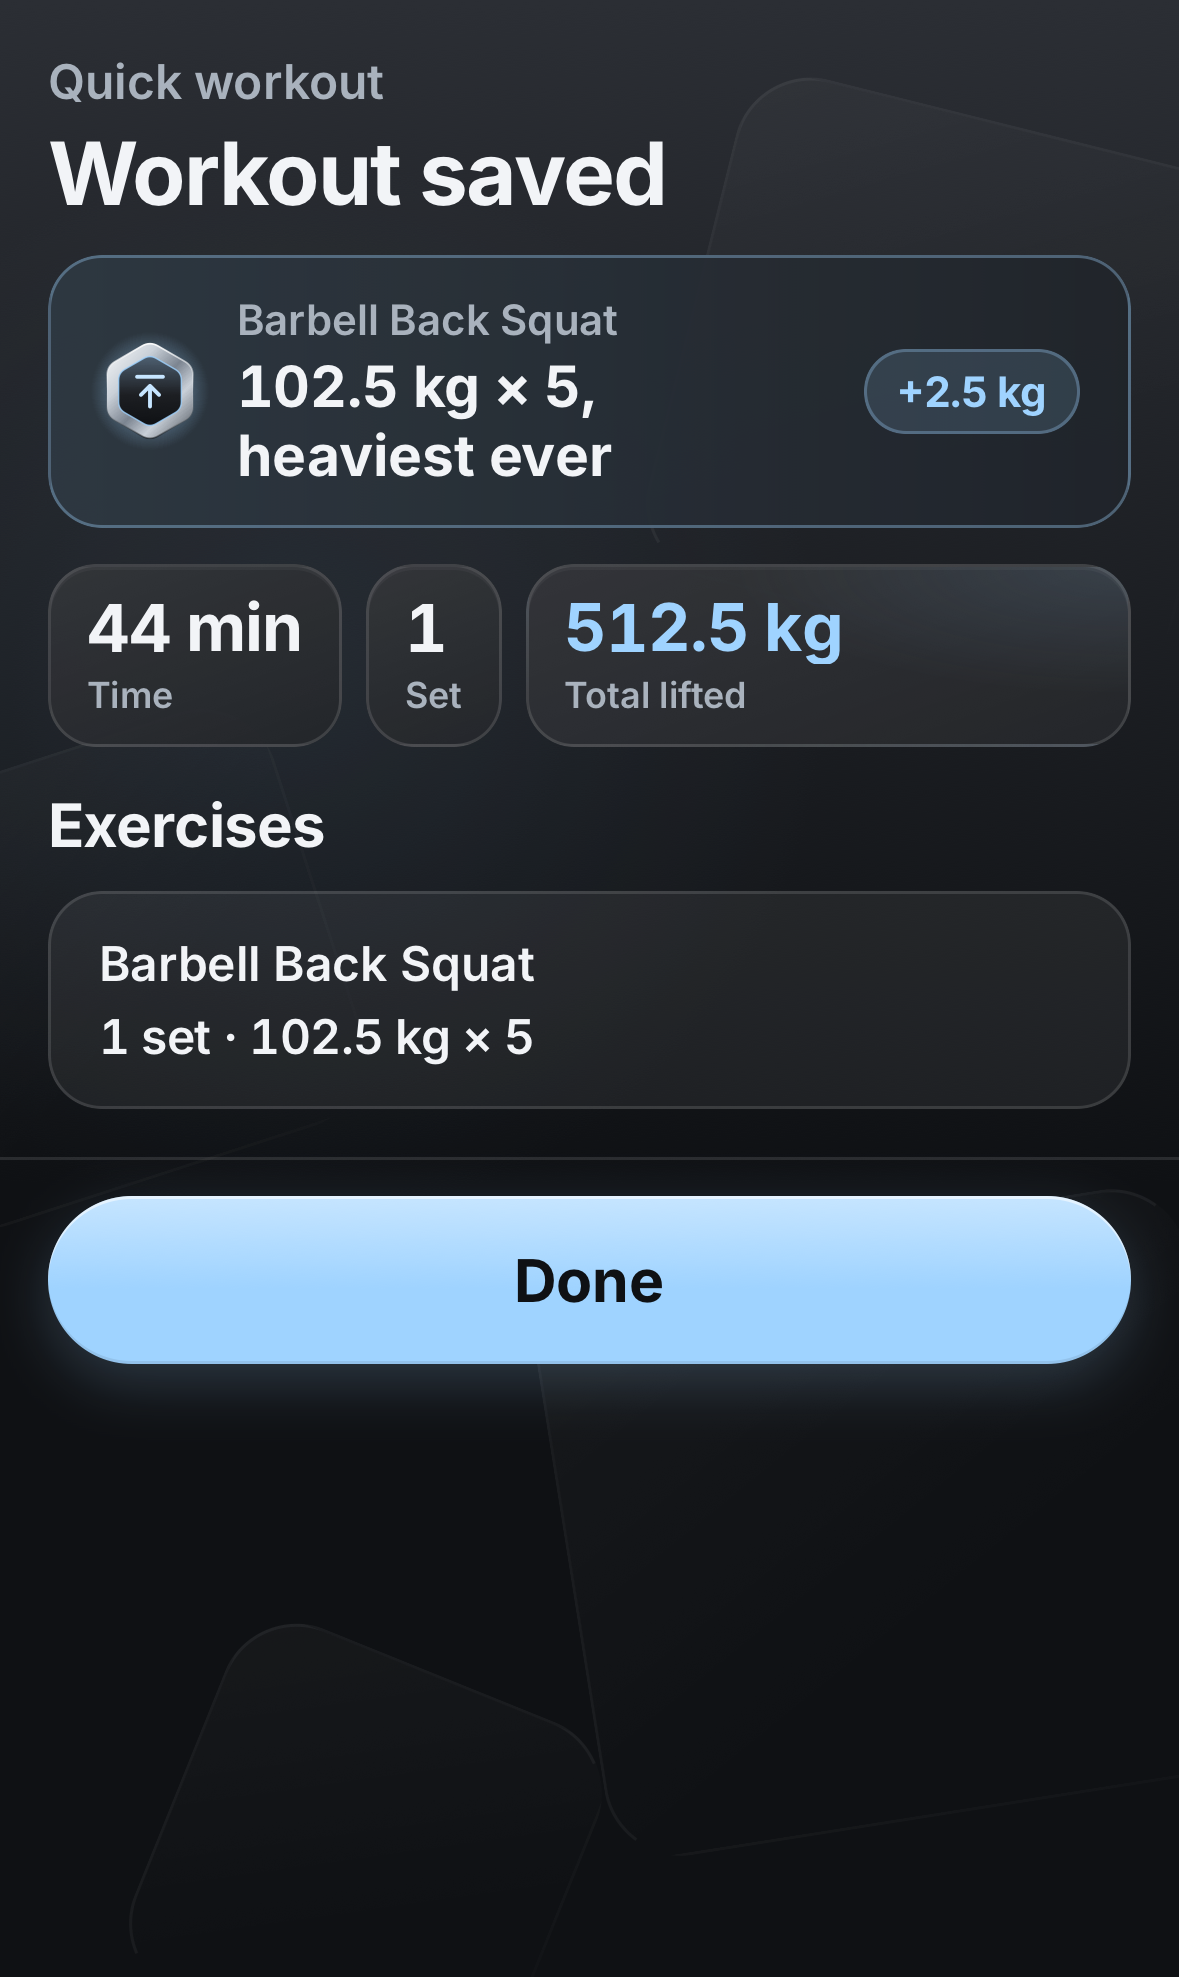 Quick workout
Workout saved
Barbell Back Squat
102.5 kg × 5,
heaviest ever
+2.5 kg
44 min
Time
1
Set
512.5 kg
Total lifted
Exercises
Barbell Back Squat
1 set · 102.5 kg × 5
Done